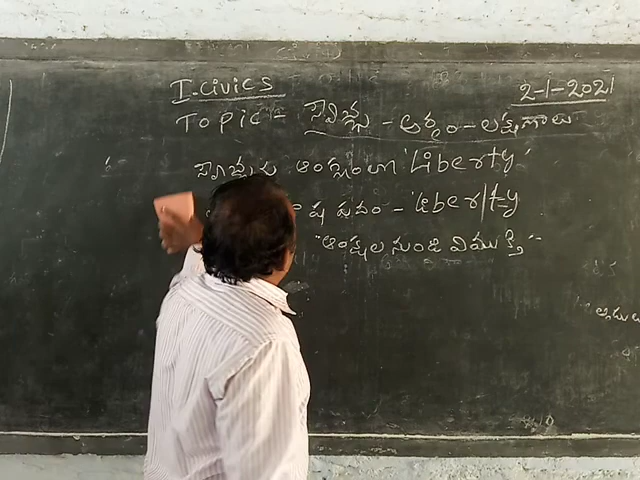 I-Civics
2-1-2021
Topic - స్వేచ్ఛ - అర్థం - లక్షణాలు
స్వేచ్ఛను ఆంగ్లంలో 'Liberty'
పదం - 'Liber|ty
"ఆంక్షల నుండి విముక్తి" -